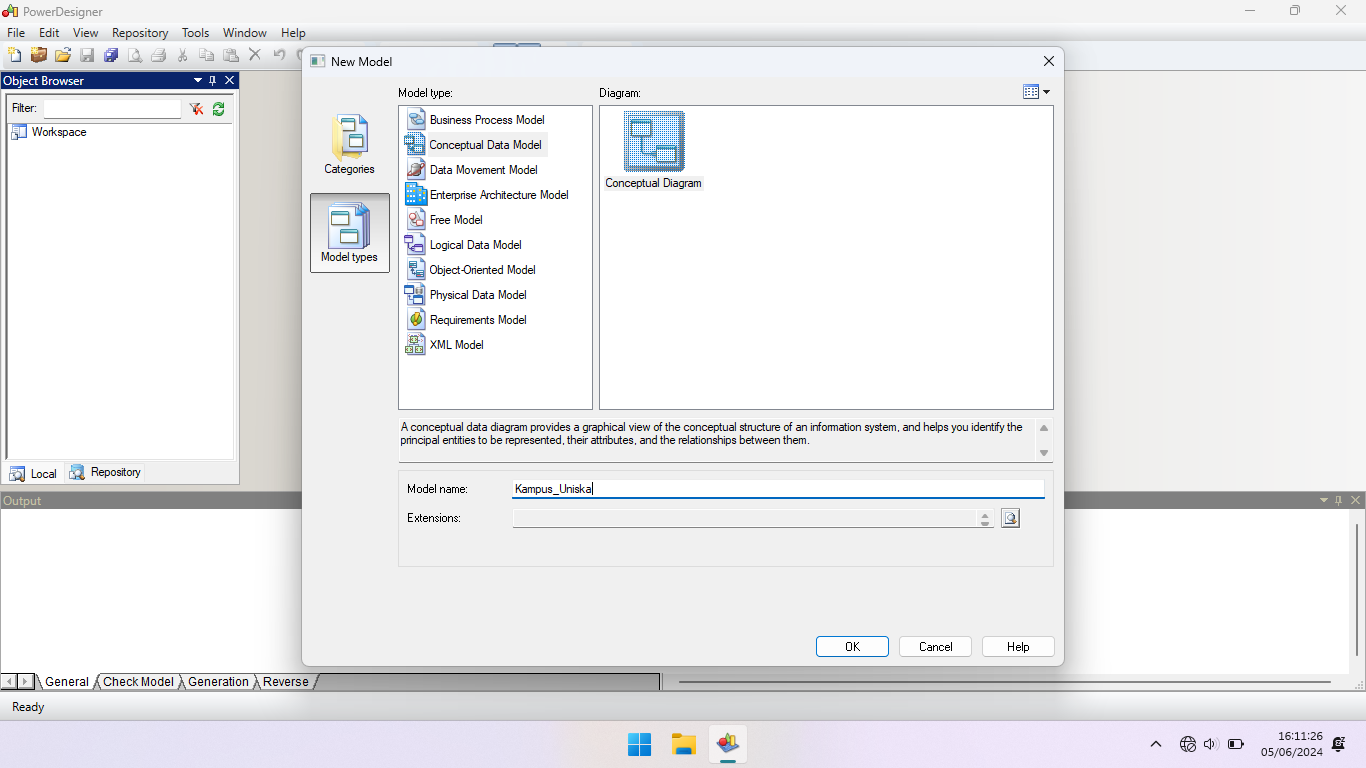 PowerDesigner
File Edit View Repository Tools Window Help
Object Browser
Filter:
Workspace
Local Repository
New Model
Model type:
Diagram:
Categories
Model types
Business Process Model
Conceptual Data Model
Data Movement Model
Enterprise Architecture Model
Free Model
Logical Data Model
Object-Oriented Model
Physical Data Model
Requirements Model
XML Model
Conceptual Diagram
A conceptual data diagram provides a graphical view of the conceptual structure of an information system, and helps you identify the
principal entities to be represented, their attributes, and the relationships between them.
Model name: Kampus_Uniska
Extensions:
OK Cancel Help
Output
General Check Model Generation Reverse
Ready
16:11:26
05/06/2024